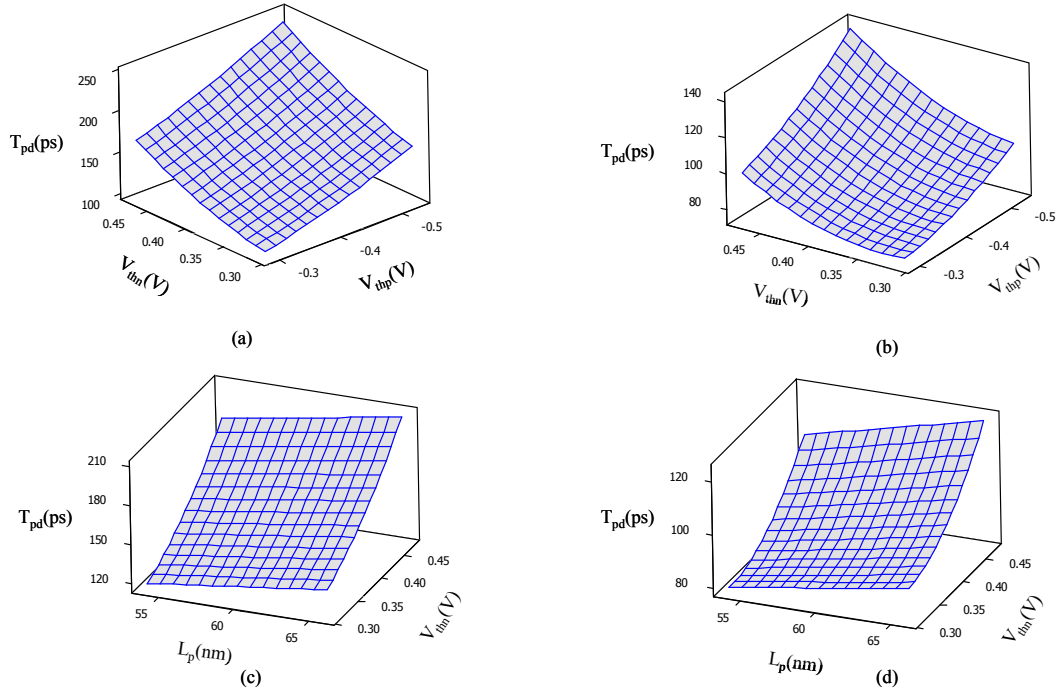 250
200
T_pd(ps)
150
100
0.45
0.40
0.35
0.30
V_thn(V)
-0.5
-0.4
-0.3
V_thp(V)
(a)
140
120
T_pd(ps)
100
80
0.45
0.40
0.35
0.30
V_thn(V)
-0.5
-0.4
-0.3
V_thp(V)
(b)
210
180
T_pd(ps)
150
120
55
60
65
L_p(nm)
0.45
0.40
0.35
0.30
V_thn(V)
(c)
120
T_pd(ps)
100
80
55
60
65
L_p(nm)
0.45
0.40
0.35
0.30
V_thn(V)
(d)